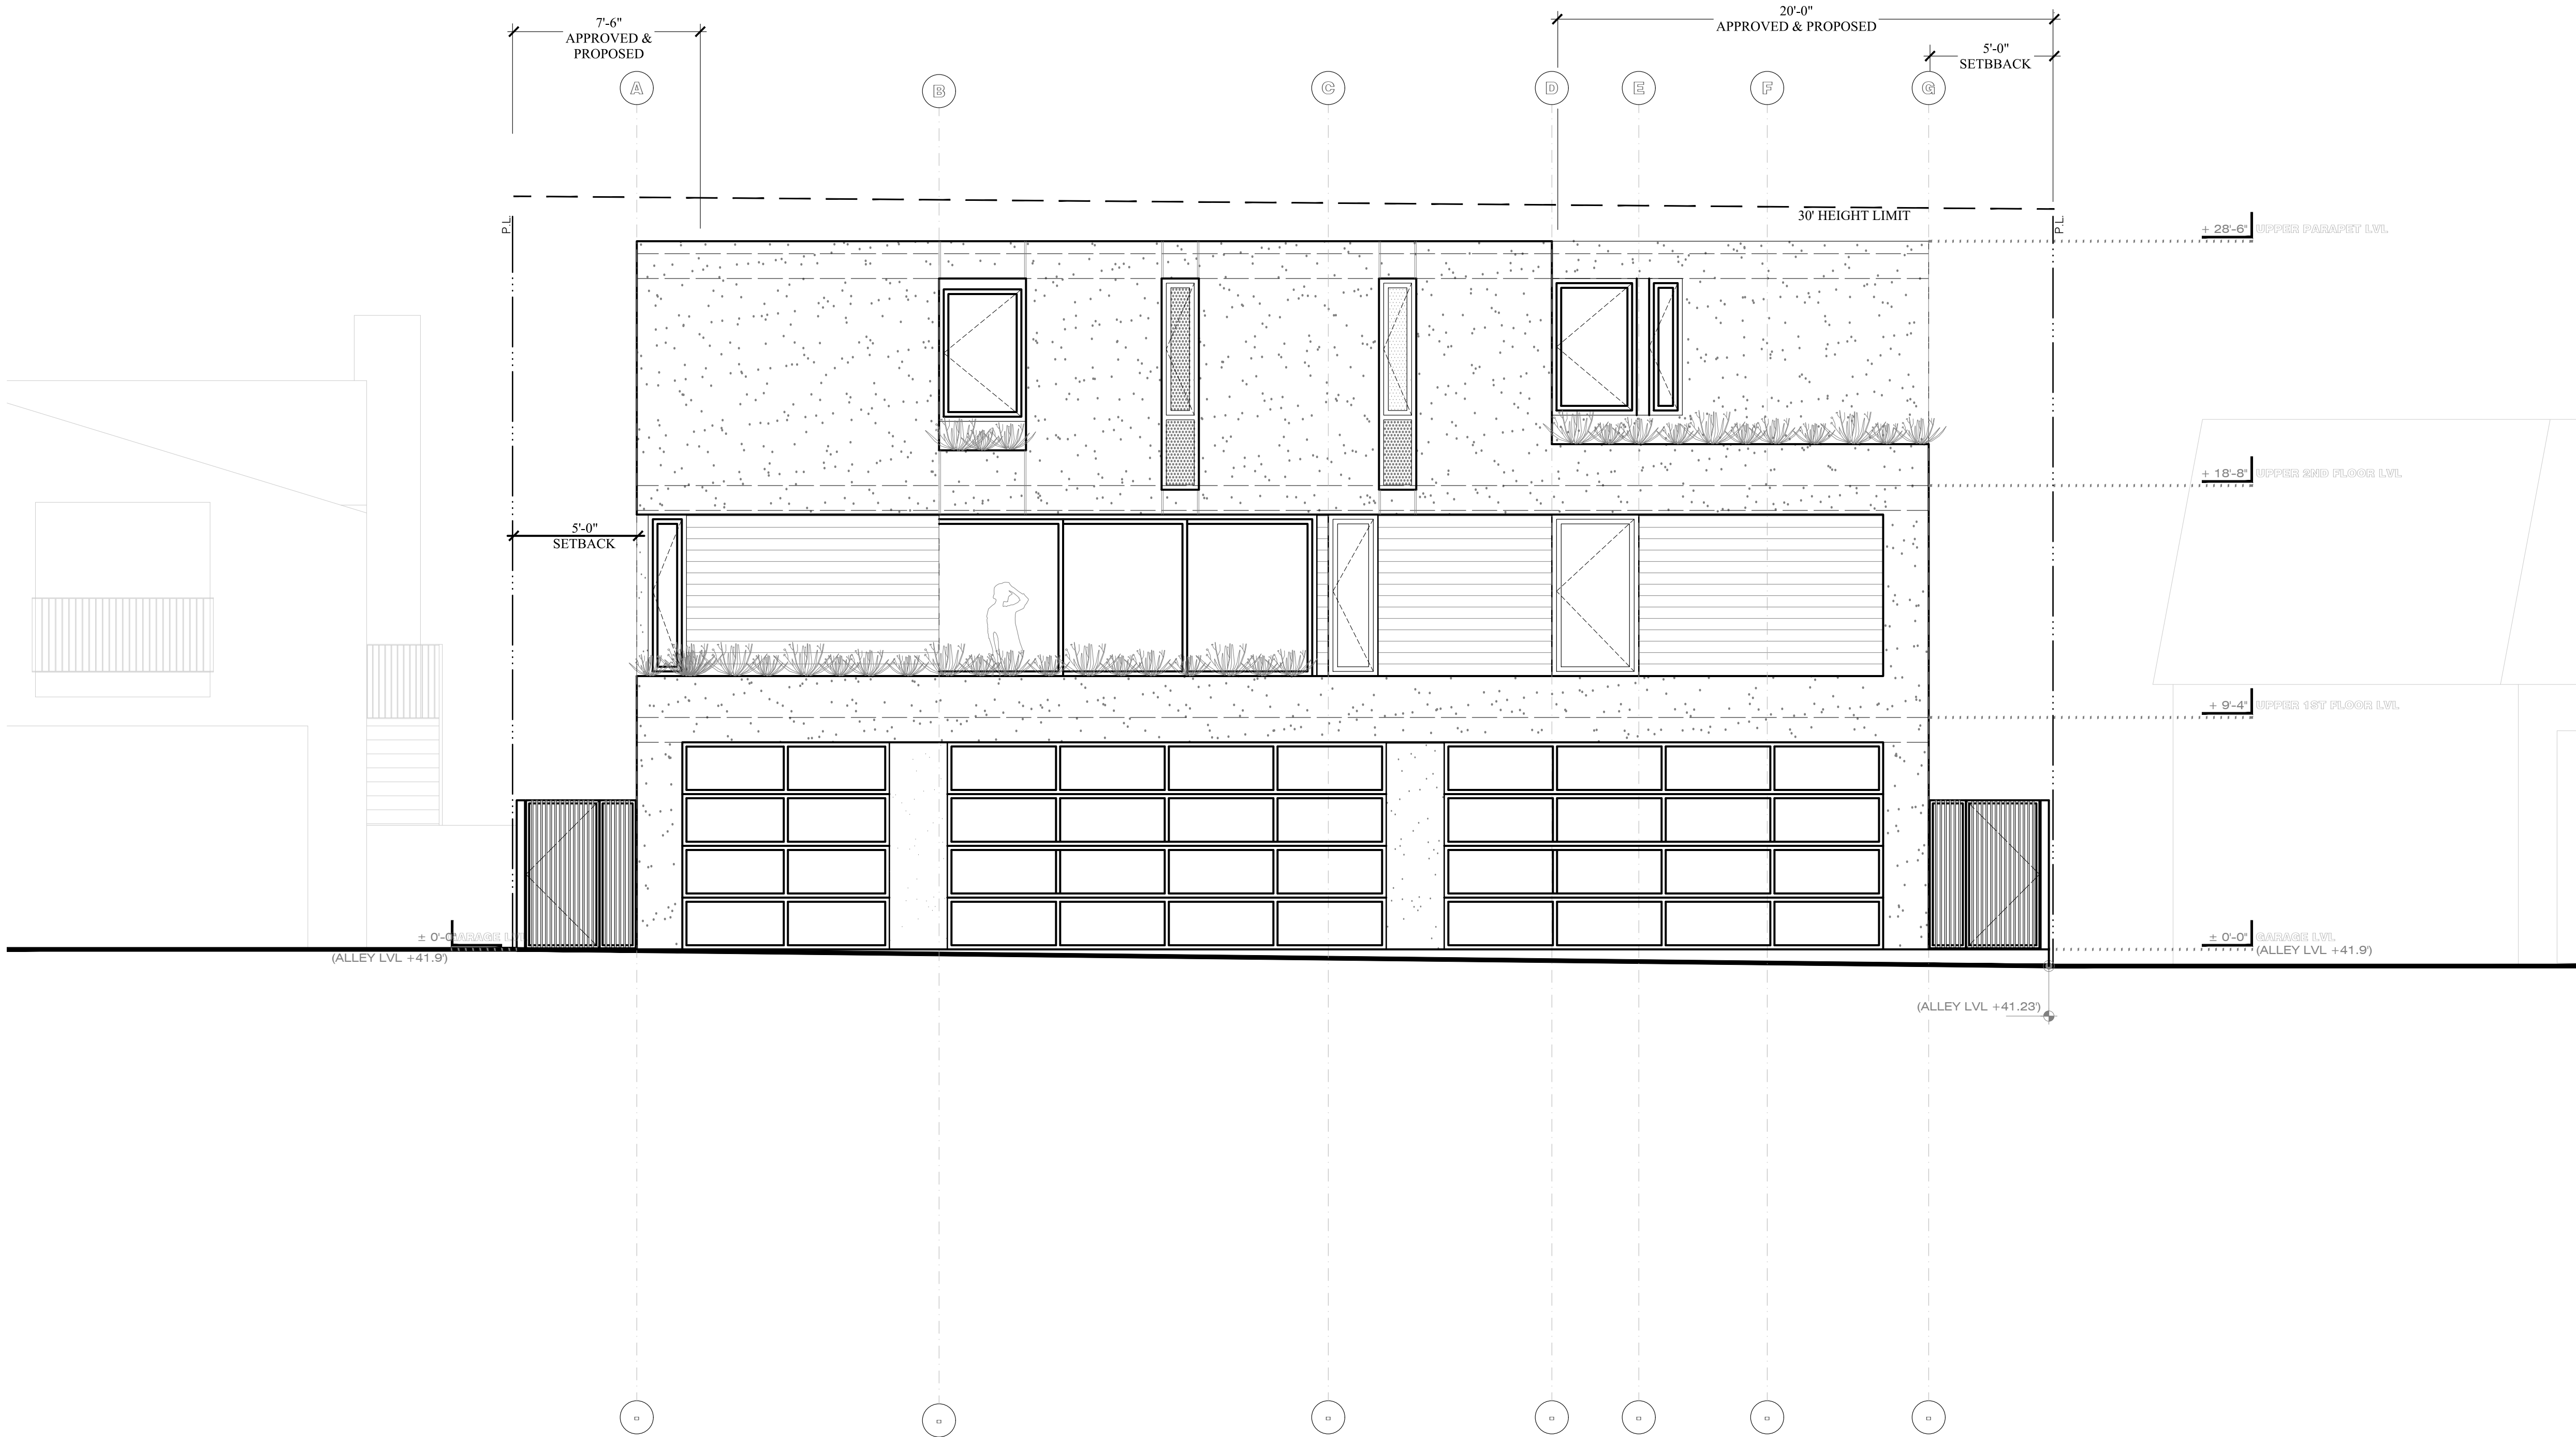 7'-6"
APPROVED &
PROPOSED
20'-0"
APPROVED & PROPOSED
5'-0"
SETBBACK
A
B
C
D
E
F
G
30' HEIGHT LIMIT
P.L.
P.L.
+ 28'-6" UPPER PARAPET LVL
+ 18'-8" UPPER 2ND FLOOR LVL
5'-0"
SETBACK
+ 9'-4" UPPER 1ST FLOOR LVL
± 0'-0" GARAGE LVL
(ALLEY LVL +41.9')
± 0'-0" GARAGE LVL
(ALLEY LVL +41.9')
(ALLEY LVL +41.23')